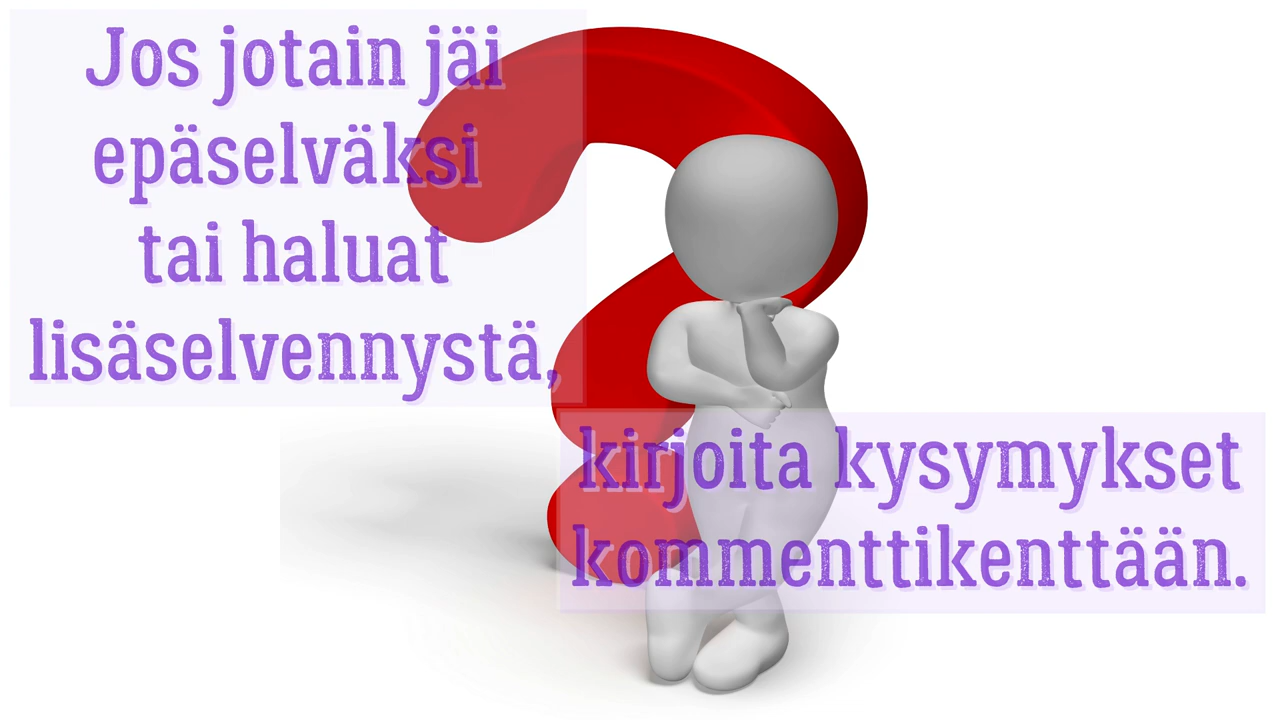 Jos jotain jäi
epäselväksi
tai haluat
lisäselvennystä,
kirjoita kysymykset
kommenttikenttään.